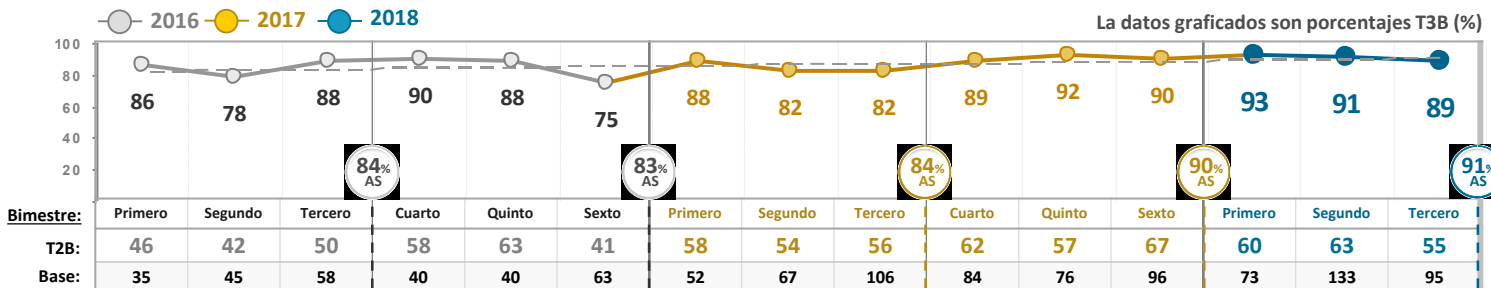 2016 2017 2018
La datos graficados son porcentajes T3B (%)
100
80
60
40
20
86 78 88 90 88 75 88 82 82 89 92 90 93 91 89
84% AS 83% AS 84% AS 90% AS 91% AS
Bimestre: Primero Segundo Tercero Cuarto Quinto Sexto Primero Segundo Tercero Cuarto Quinto Sexto Primero Segundo Tercero
T2B: 46 42 50 58 63 41 58 54 56 62 57 67 60 63 55
Base: 35 45 58 40 40 63 52 67 106 84 76 96 73 133 95